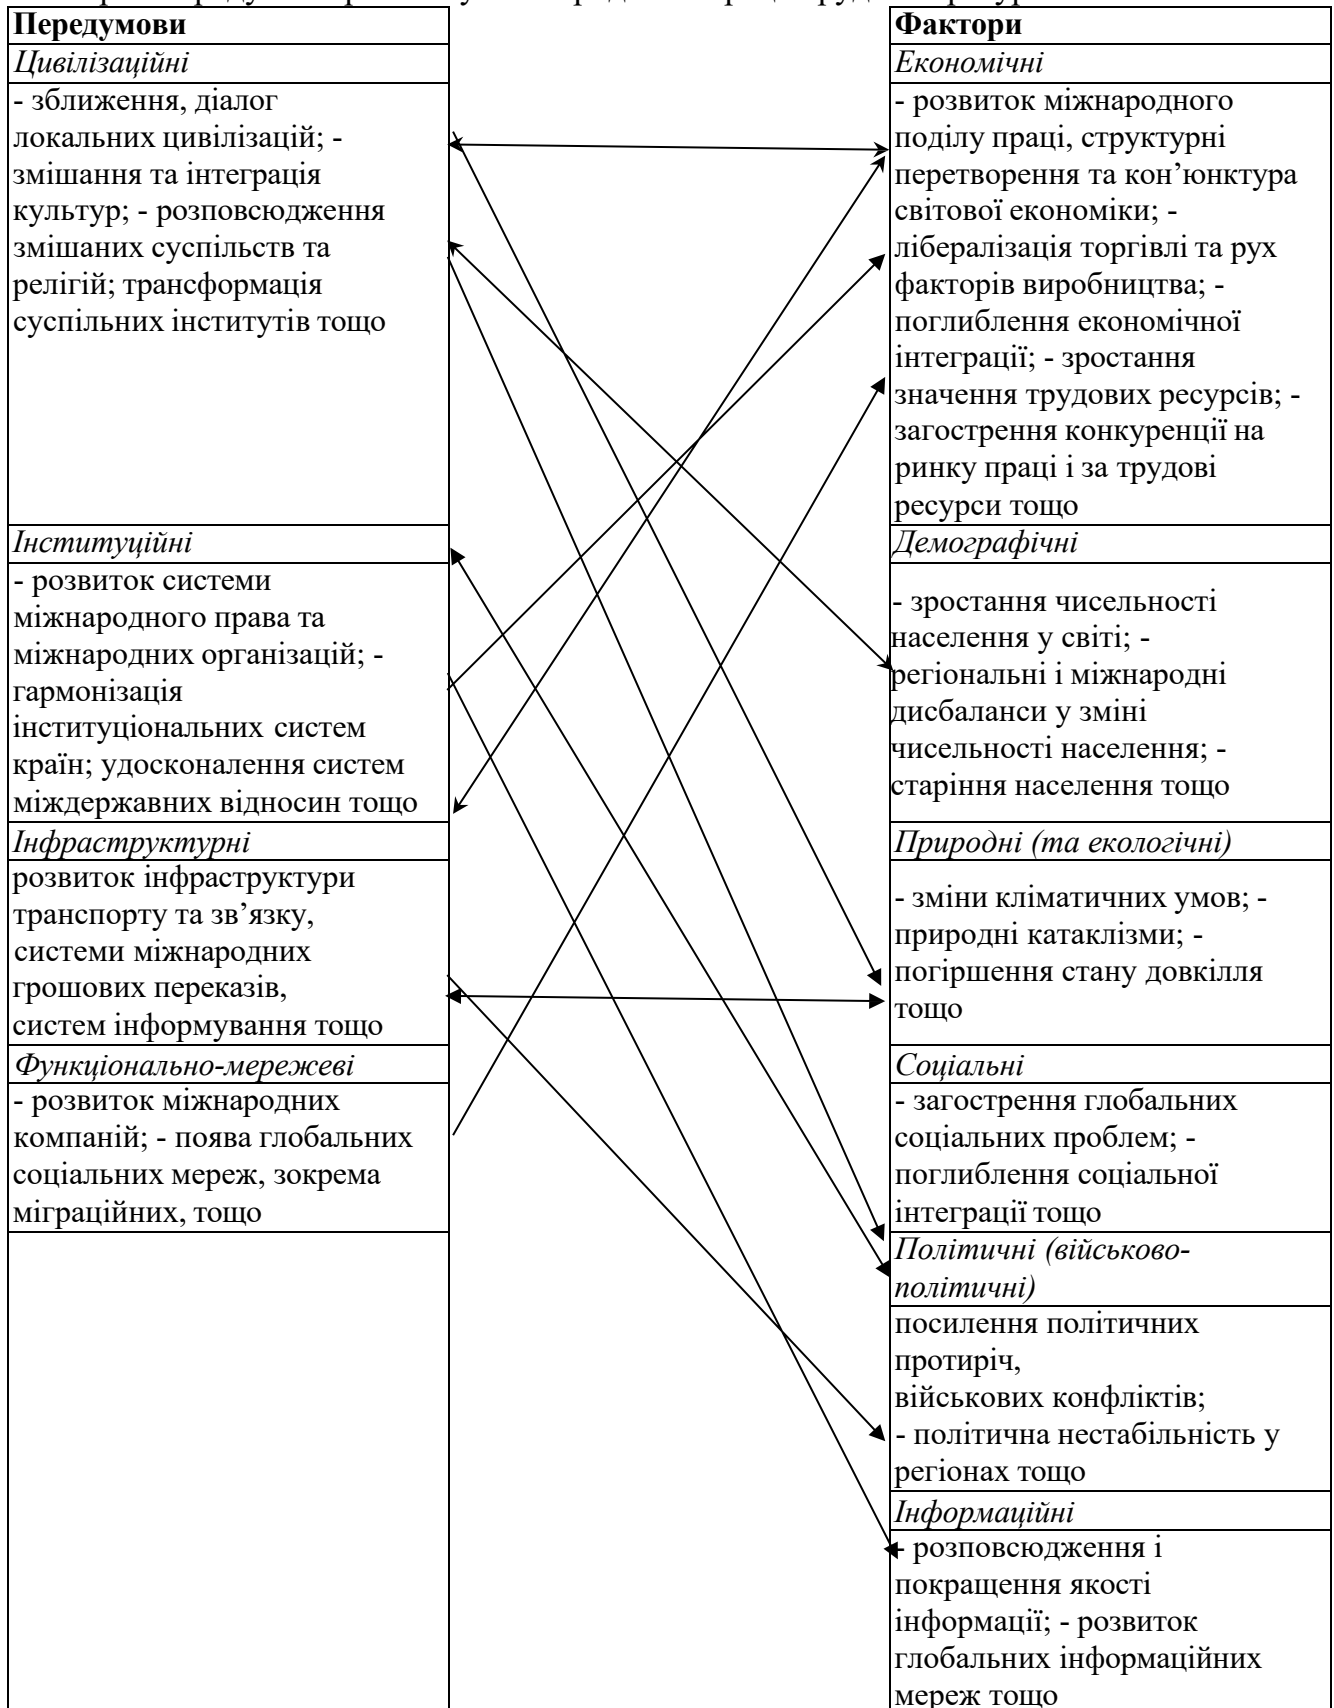 Передумови
Цивілізаційні
- зближення, діалог
локальних цивілізацій; -
змішання та інтеграція
культур; - розповсюдження
змішаних суспільств та
релігій; трансформація
суспільних інститутів тощо
Інституційні
- розвиток системи
міжнародного права та
міжнародних організацій; -
гармонізація
інституціональних систем
країн; удосконалення систем
міждержавних відносин тощо
Інфраструктурні
розвиток інфраструктури
транспорту та зв’язку,
системи міжнародних
грошових переказів,
систем інформування тощо
Функціонально-мережеві
- розвиток міжнародних
компаній; - поява глобальних
соціальних мереж, зокрема
міграційних, тощо
Фактори
Економічні
- розвиток міжнародного
поділу праці, структурні
перетворення та кон’юнктура
світової економіки; -
лібералізація торгівлі та рух
факторів виробництва; -
поглиблення економічної
інтеграції; - зростання
значення трудових ресурсів; -
загострення конкуренції на
ринку праці і за трудові
ресурси тощо
Демографічні
- зростання чисельності
населення у світі; -
регіональні і міжнародні
дисбаланси у зміні
чисельності населення; -
старіння населення тощо
Природні (та екологічні)
- зміни кліматичних умов; -
природні катаклізми; -
погіршення стану довкілля
тощо
Соціальні
- загострення глобальних
соціальних проблем; -
поглиблення соціальної
інтеграції тощо
Політичні (військово-
політичні)
посилення політичних
протиріч,
військових конфліктів;
- політична нестабільність у
регіонах тощо
Інформаційні
- розповсюдження і
покращення якості
інформації; - розвиток
глобальних інформаційних
мереж тощо